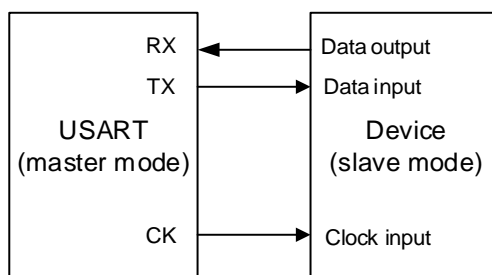 RX
Data output
TX
Data input
USART
(master mode)
Device
(slave mode)
CK
Clock input